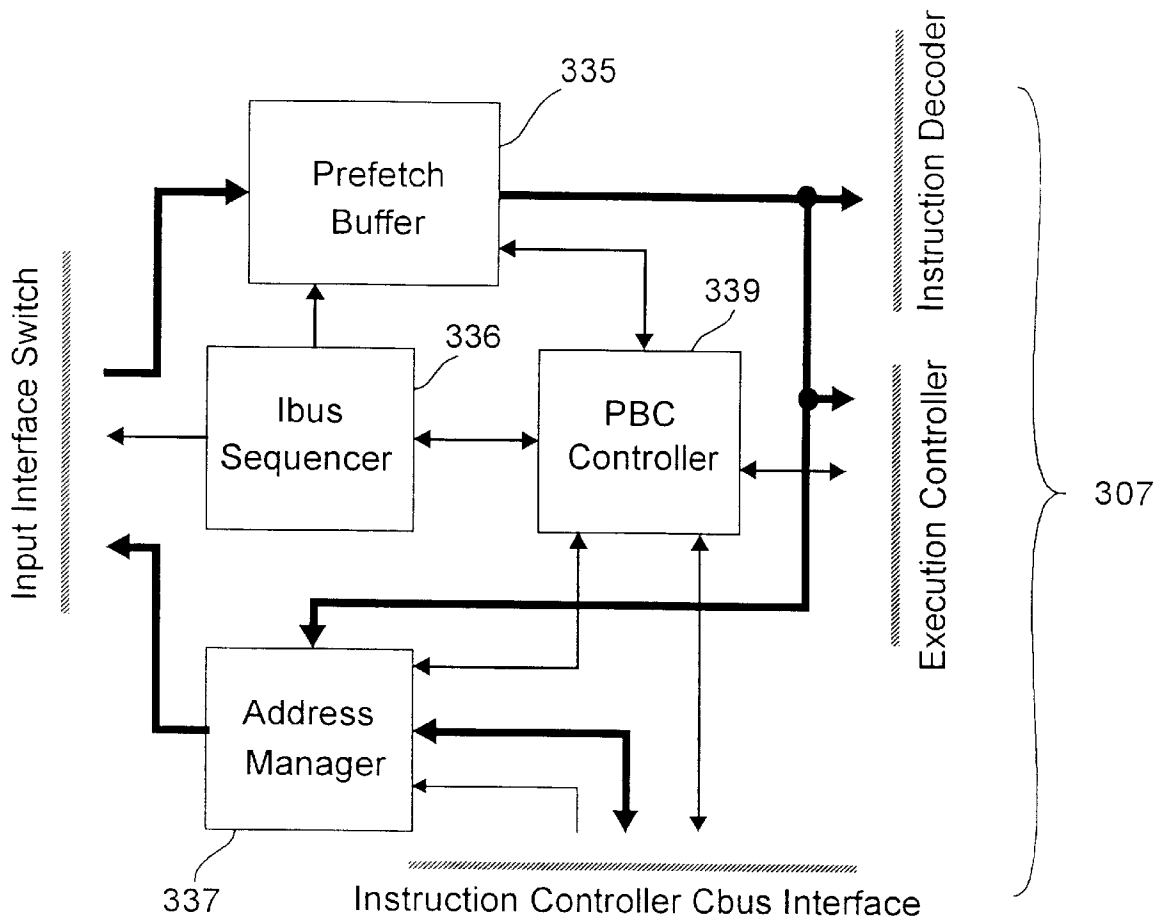 335
Prefetch
Buffer
Instruction Decoder
339
336
Input Interface Switch
Ibus
Sequencer
PBC
Controller
Execution Controller
307
Address
Manager
337
Instruction Controller Cbus Interface